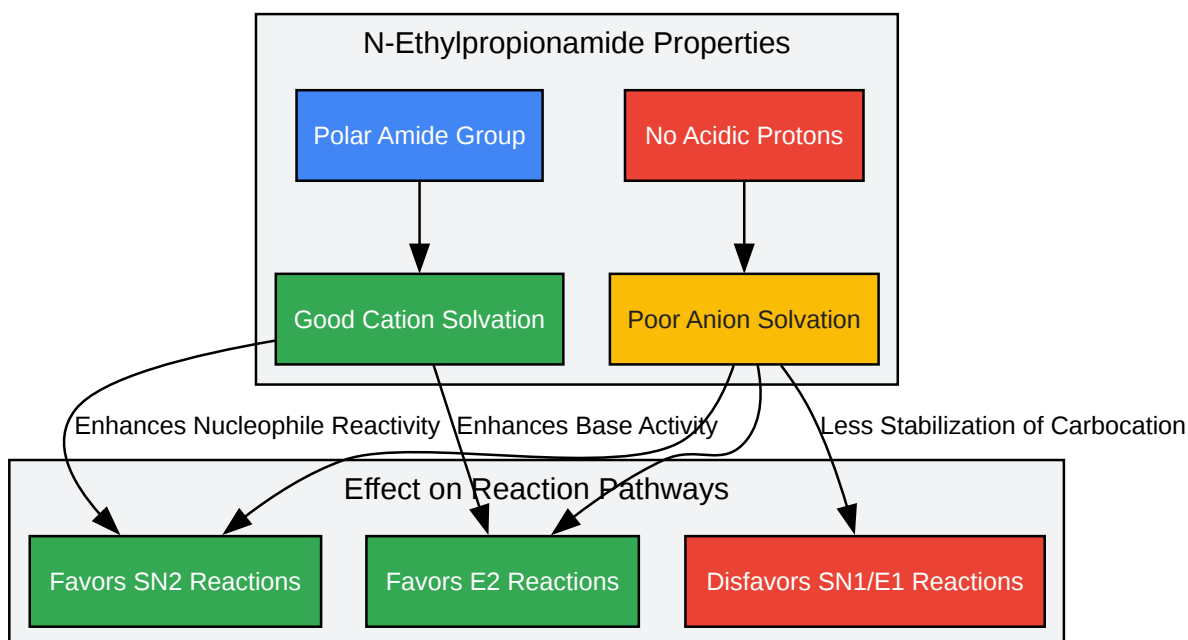 N-Ethylpropionamide Properties
Polar Amide Group
No Acidic Protons
Good Cation Solvation
Poor Anion Solvation
Enhances Nucleophile Reactivity
Enhances Base Activity
Less Stabilization of Carbocation
Effect on Reaction Pathways
Favors SN2 Reactions
Favors E2 Reactions
Disfavors SN1/E1 Reactions